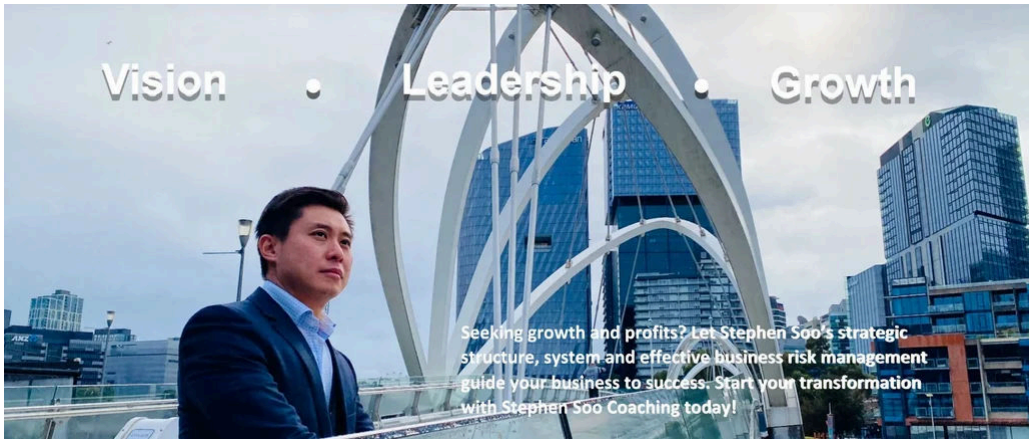 Vision • Leadership • Growth
ANZ
Seeking growth and profits? Let Stephen Soo's strategic
structure, system and effective business risk management
guide your business to success. Start your transformation
with Stephen Soo Coaching today!